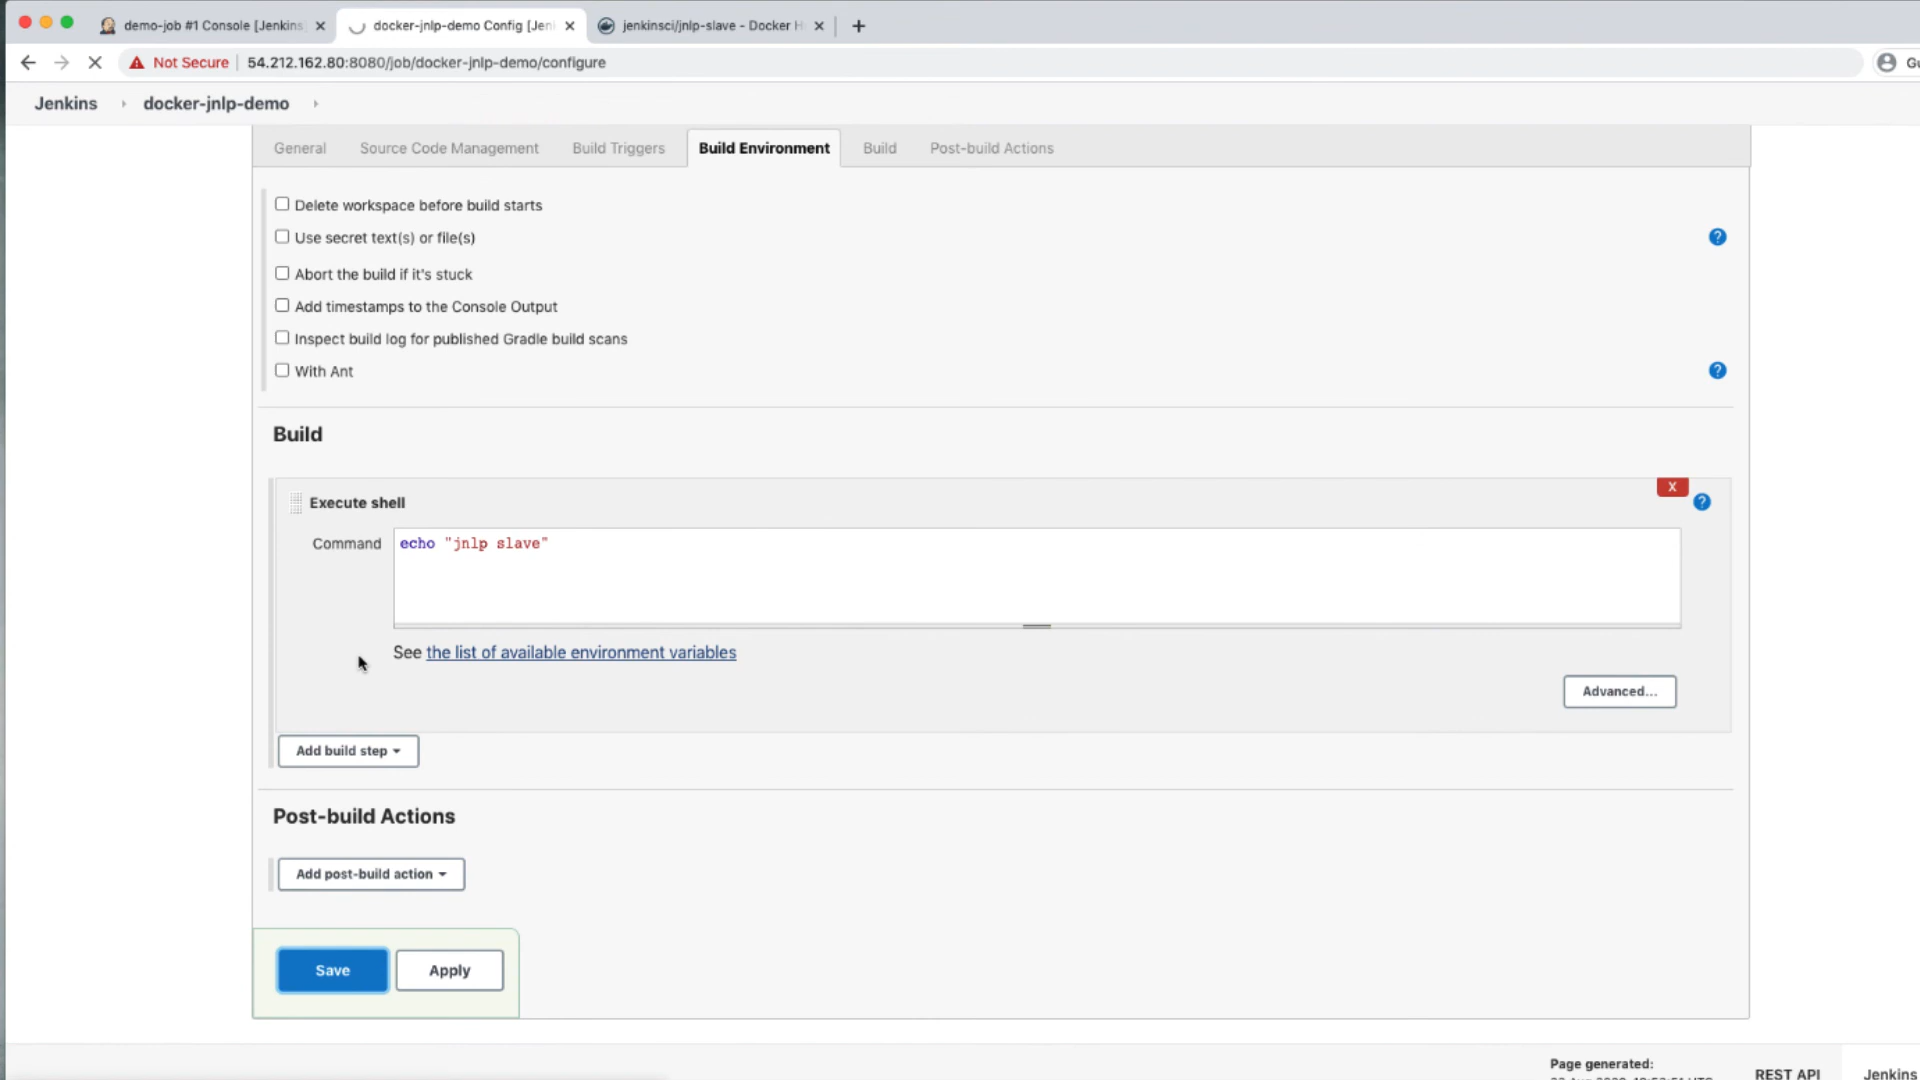 demo-job #1 Console [Jenkins
docker-jnlp-demo Config [Jen
jenkinsci/jnlp-slave - Docker H
Not Secure
54.212.162.80:8080/job/docker-jnlp-demo/configure
Jenkins
docker-jnlp-demo
General
Source Code Management
Build Triggers
Build Environment
Build
Post-build Actions
Delete workspace before build starts
Use secret text(s) or file(s)
Abort the build if it's stuck
Add timestamps to the Console Output
Inspect build log for published Gradle build scans
With Ant
Build
X
Execute shell
Command
echo "jnlp slave"
See the list of available environment variables
Advanced...
Add build step
Post-build Actions
Add post-build action
Save
Apply
Page generated:
REST API
Jenkins